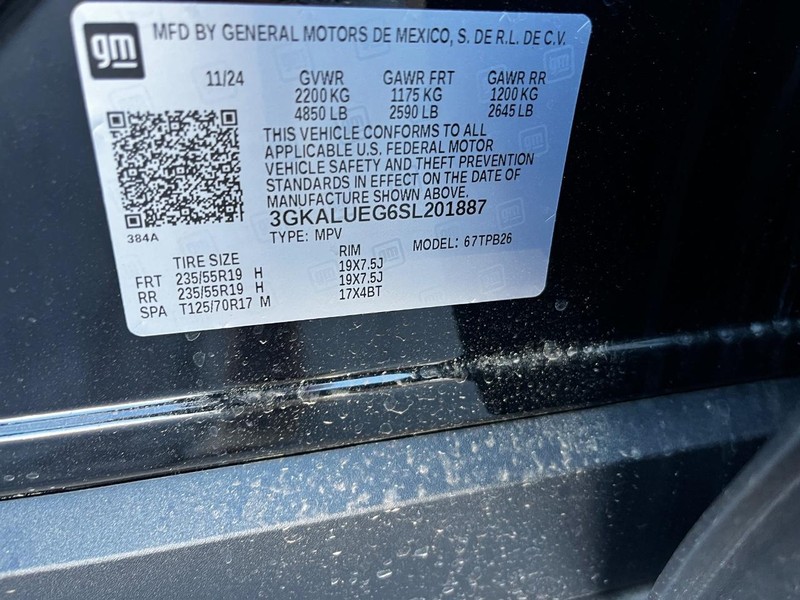 gm
MFD BY GENERAL MOTORS DE MEXICO, S. DE R.L. DE C.V.
11/24 GVWR GAWR FRT GAWR RR
2200 KG 1175 KG 1200 KG
4850 LB 2590 LB 2645 LB
THIS VEHICLE CONFORMS TO ALL
APPLICABLE U.S. FEDERAL MOTOR
VEHICLE SAFETY AND THEFT PREVENTION
STANDARDS IN EFFECT ON THE DATE OF
MANUFACTURE SHOWN ABOVE.
3GKALUEG6SL201887
384A
TYPE: MPV MODEL: 67TPB26
TIRE SIZE RIM
FRT 235/55R19 H 19X7.5J
RR 235/55R19 H 19X7.5J
SPA T125/70R17 M 17X4BT